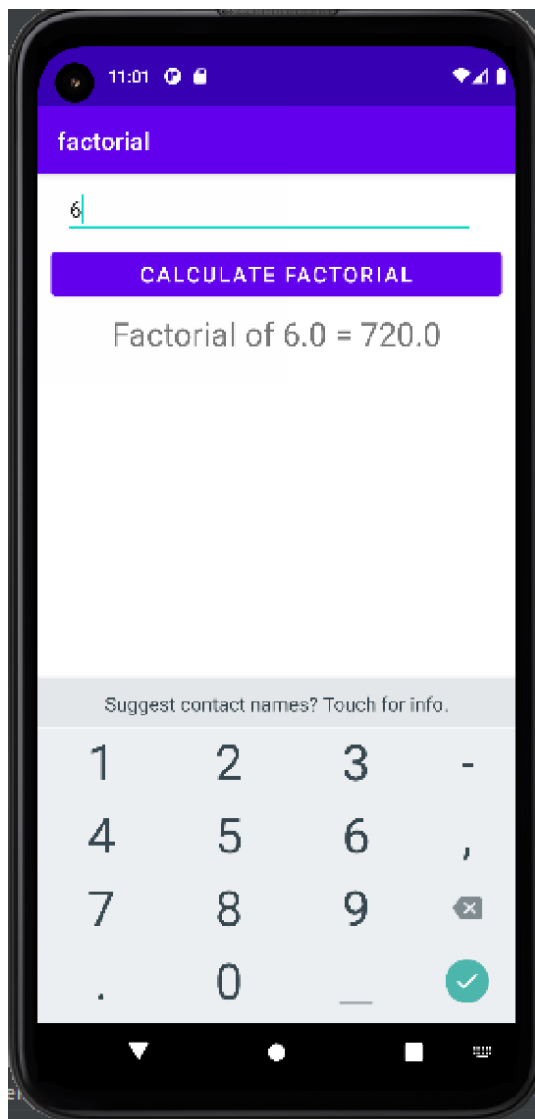 11:01
factorial
6
CALCULATE FACTORIAL
Factorial of 6.0 = 720.0
Suggest contact names? Touch for info.
1 2 3 -
4 5 6 ,
7 8 9
. 0 _